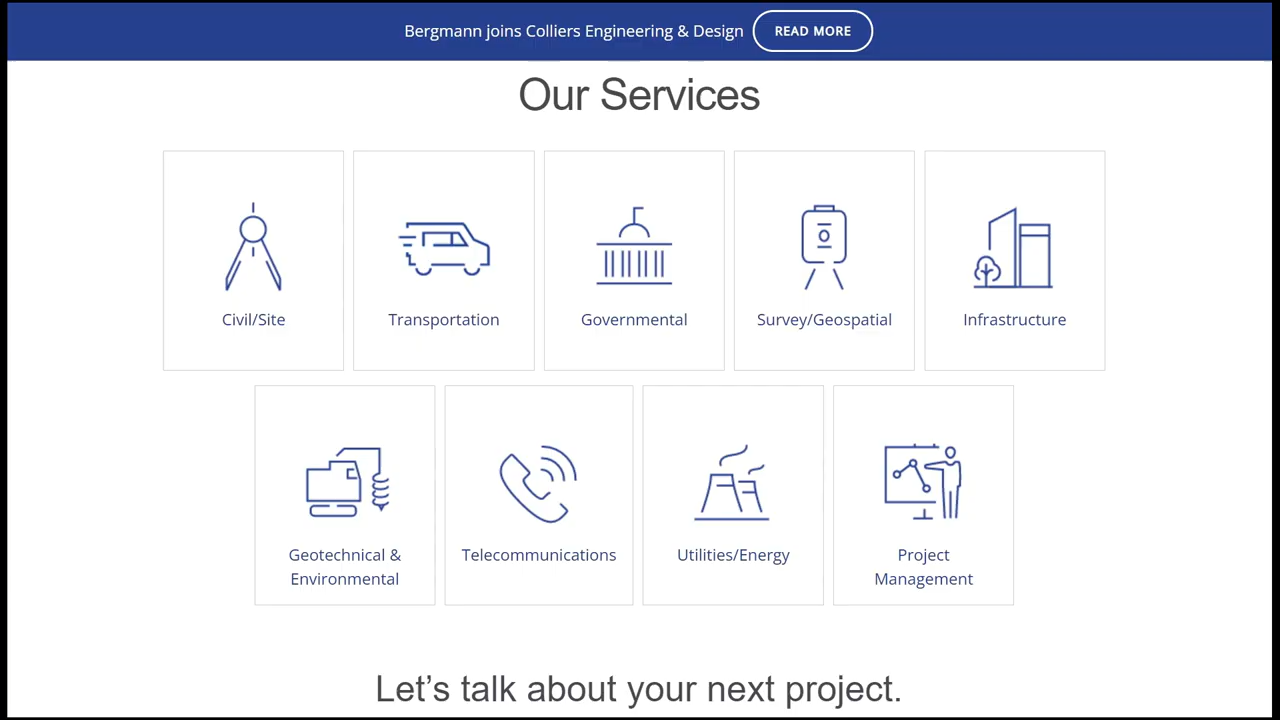 Bergmann joins Colliers Engineering & Design READ MORE
Our Services
Civil/Site
Transportation
Governmental
Survey/Geospatial
Infrastructure
Geotechnical &
Environmental
Telecommunications
Utilities/Energy
Project
Management
Let's talk about your next project.